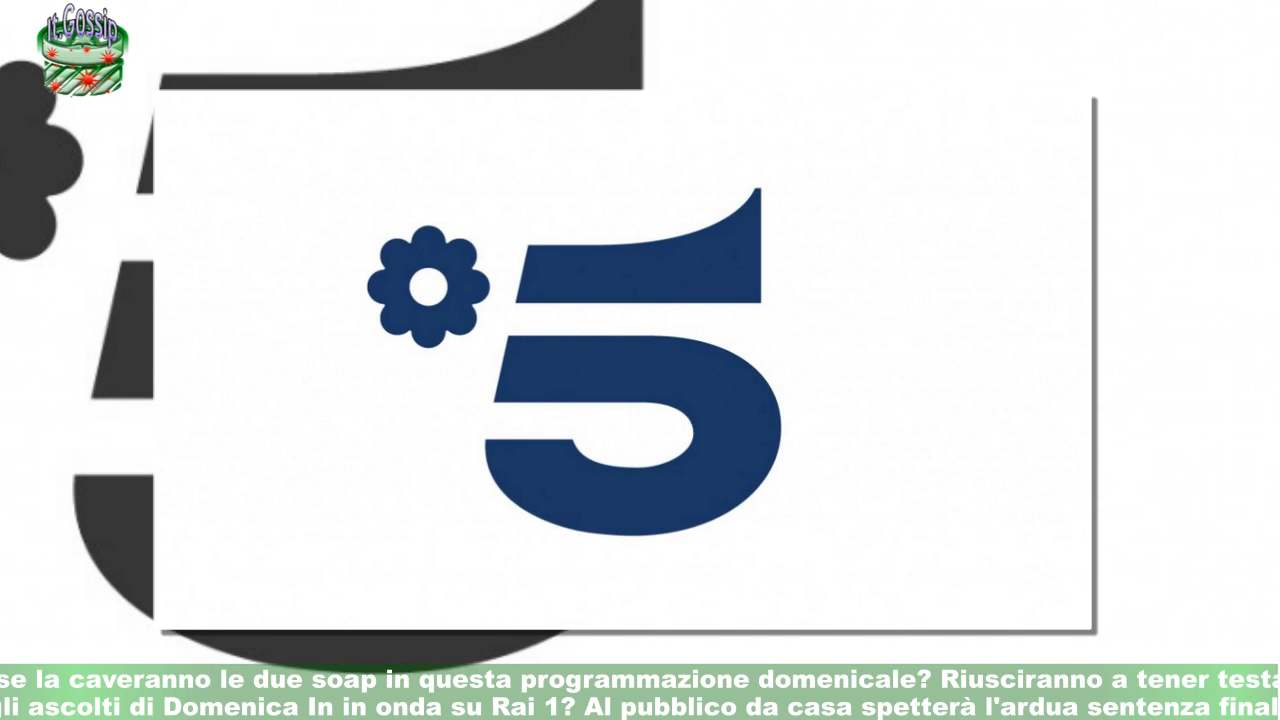 It.Gossip
5
se la caveranno le due soap in questa programmazione domenicale? Riusciranno a tener testa
gli ascolti di Domenica In in onda su Rai 1? Al pubblico da casa spetterà l'ardua sentenza final